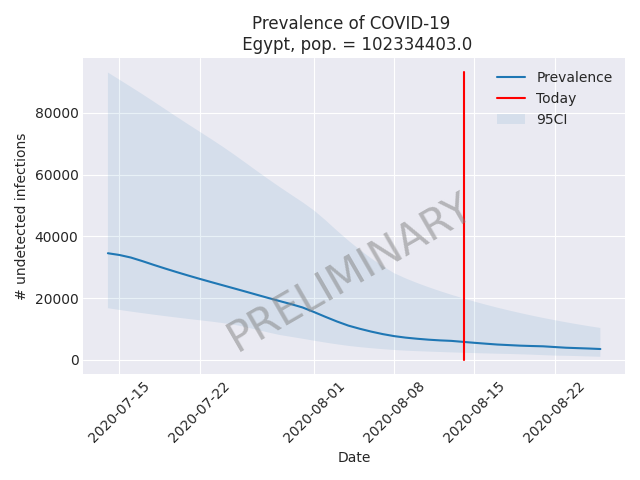 Prevalence of COVID-19
Egypt, pop. = 102334403.0
Prevalence
Today
95CI
# undetected infections
80000
60000
40000
20000
0
PRELIMINARY
2020-07-15
2020-07-22
2020-08-01
2020-08-08
2020-08-15
2020-08-22
Date